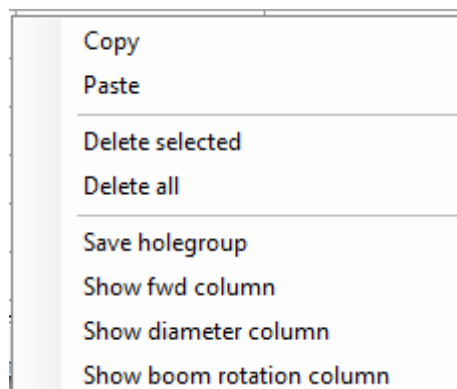 Copy
Paste
Delete selected
Delete all
Save holegroup
Show fwd column
Show diameter column
Show boom rotation column